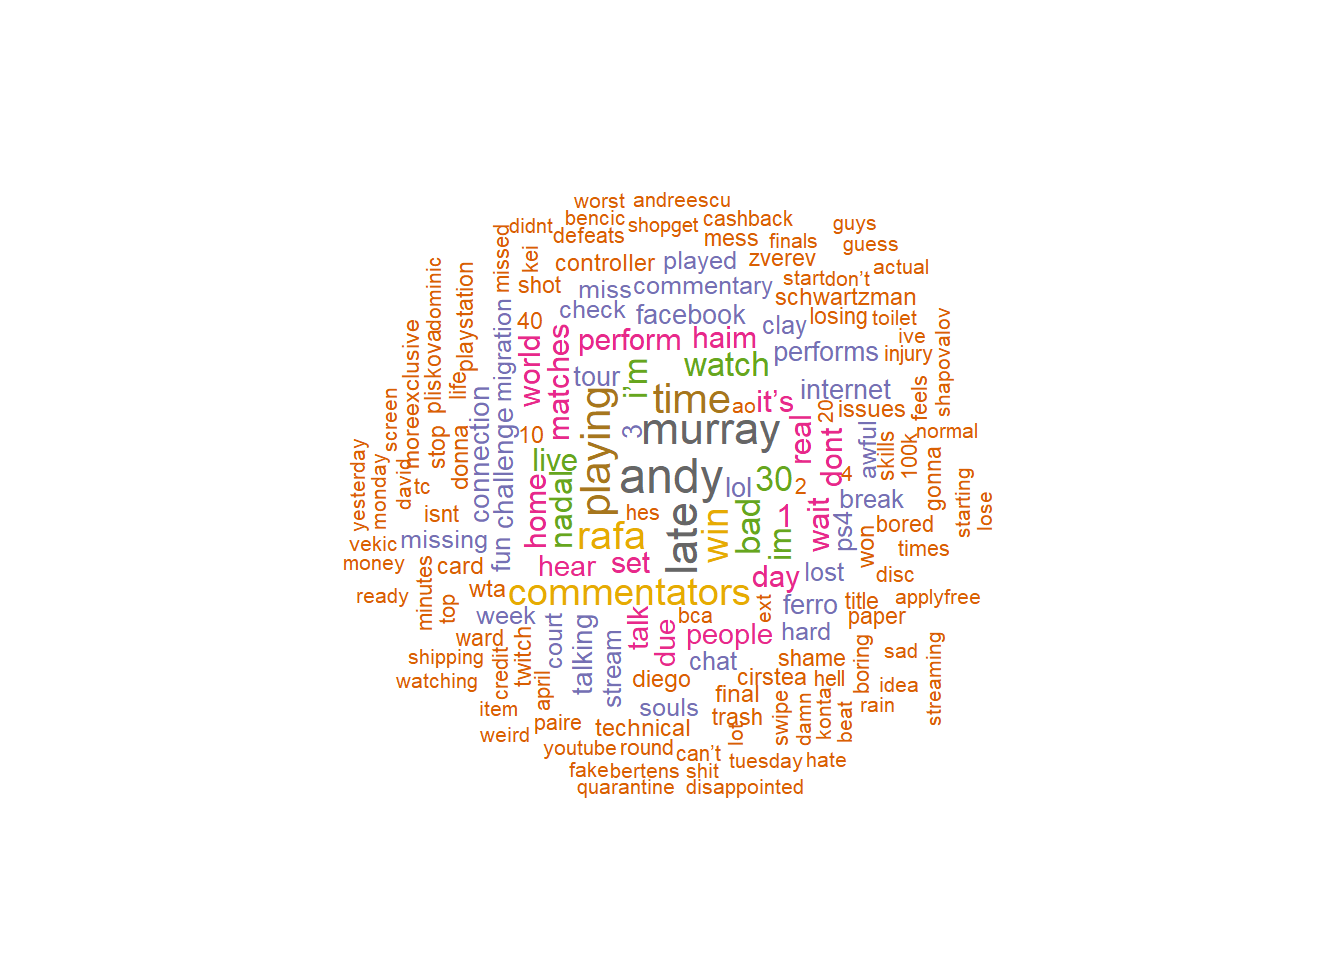 worst
andreescu
didnt
bencic
shopget
cashback
guys
defeats
mess
finals
guess
missed
kei
controller
played
zverev
actual
dominic
playstation
shot
miss
commentary
start
don't
schwartzman
migration
check
facebook
clay
losing
toilet
40
perform
haim
performs
injury
ive
shapovalov
moreexclusive
pliskova
life
world
matches
tour
i'm
watch
internet
feels
screen
stop
connection
challenge
10
playing
time
ao
it's
20
issues
normal
3
murray
real
dont
awful
skills
100k
gonna
yesterday
monday
david
tc
donna
live
andy
lol
30
2
4
starting
lose
isnt
fun
home
nadal
hes
late
win
bad
im
1
wait
ps4
break
bored
vekic
missing
rafa
won
times
money
card
hear
set
day
lost
disc
ready
minutes
top
wta
commentators
ext
ferro
title
applyfree
week
court
talking
stream
talk
due
bca
people
hard
paper
ward
twitch
chat
shame
boring
sad
streaming
shipping
watching
credit
april
diego
cirstea
hell
idea
item
souls
final
swipe
damn
konta
beat
rain
weird
paire
technical
trash
lot
youtube
round
can't
tuesday
hate
fake
bertens
shit
quarantine
disappointed